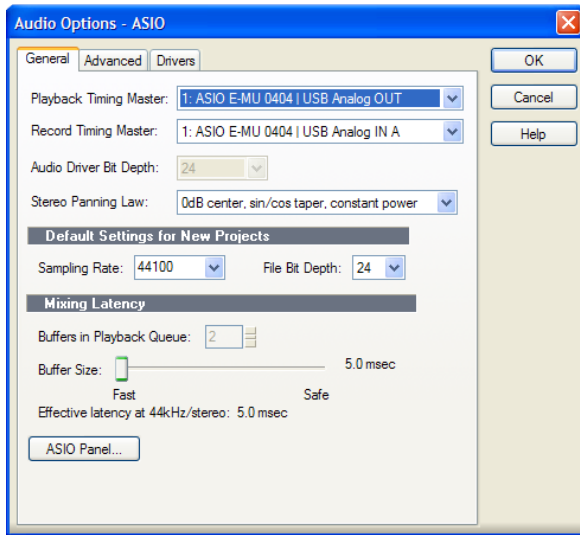 Audio Options - ASIO
General Advanced Drivers
OK
Cancel
Help
Playback Timing Master: 1: ASIO E-MU 0404 | USB Analog OUT
Record Timing Master: 1: ASIO E-MU 0404 | USB Analog IN A
Audio Driver Bit Depth: 24
Stereo Panning Law: 0dB center, sin/cos taper, constant power
Default Settings for New Projects
Sampling Rate: 44100 File Bit Depth: 24
Mixing Latency
Buffers in Playback Queue: 2
Buffer Size: 5.0 msec
Fast Safe
Effective latency at 44kHz/stereo: 5.0 msec
ASIO Panel...